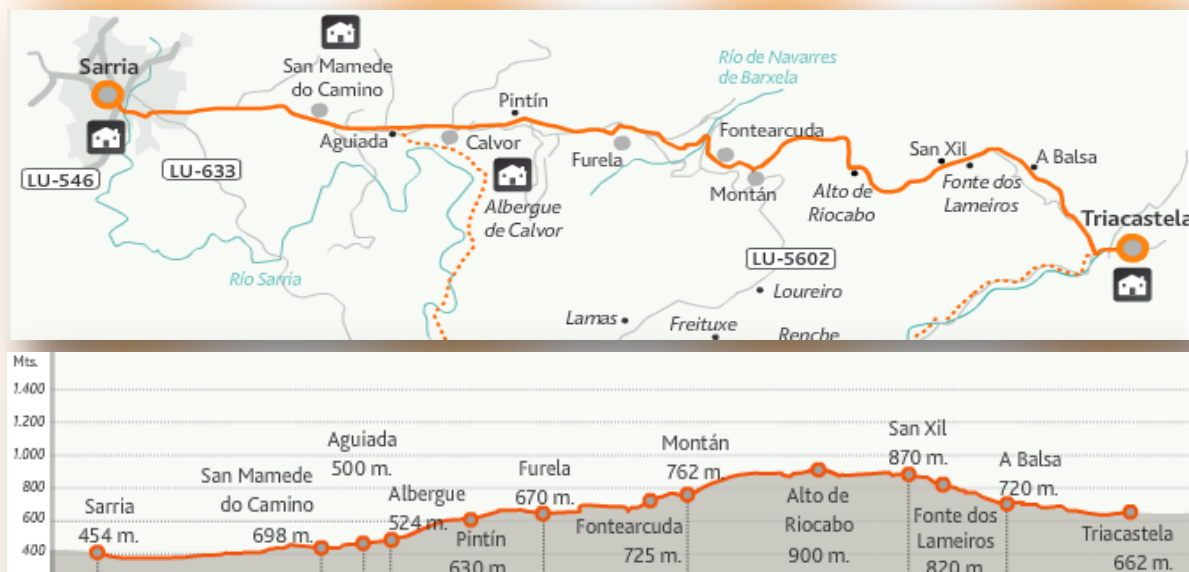 Río de Navarres
de Barxela
Sarria
San Mamede
do Camino
Pintín
Aguiada
Calvor
Fontearcuda
Furela
San Xil
A Balsa
LU-546
LU-633
Albergue
de Calvor
Montán
Alto de
Riocabo
Fonte dos
Lameiros
Triacastela
LU-5602
Río Sarria
Loureiro
Lamas
Freituxe
Renche
Mts.
1.400
1.200
1.000
800
600
400
Sarria
454 m.
San Mamede
do Camino
698 m.
Aguiada
500 m.
Albergue
524 m.
Pintín
630 m.
Furela
670 m.
Fontearcuda
725 m.
Montán
762 m.
Alto de
Riocabo
900 m.
San Xil
870 m.
Fonte dos
Lameiros
820 m.
A Balsa
720 m.
Triacastela
662 m.